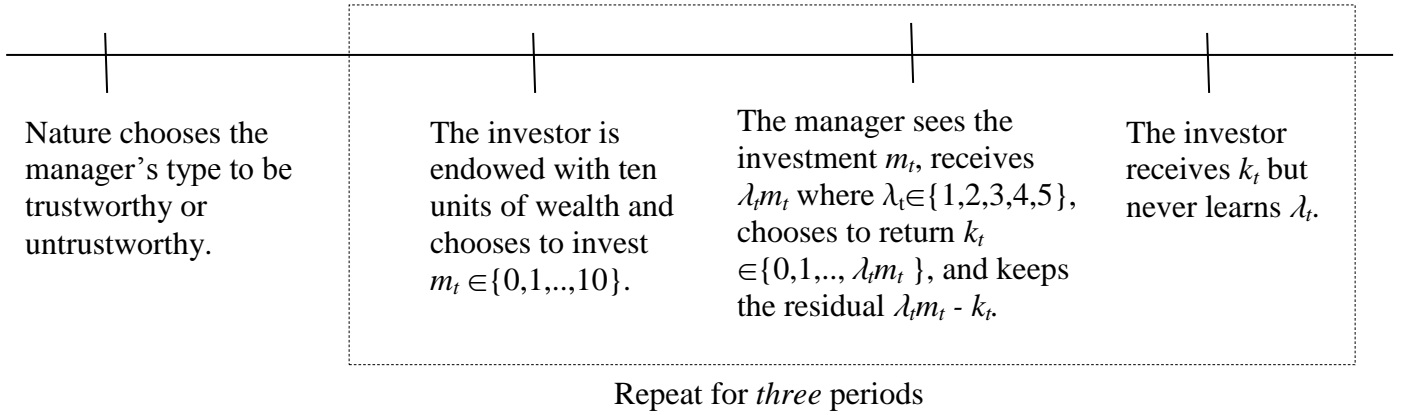 Nature chooses the
manager’s type to be
trustworthy or
untrustworthy.
The investor is
endowed with ten
units of wealth and
chooses to invest
mₜ ∈{0,1,..,10}.
The manager sees the
investment mₜ, receives
λₜmₜ where λₜ∈{1,2,3,4,5},
chooses to return kₜ
∈{0,1,.., λₜmₜ }, and keeps
the residual λₜmₜ - kₜ.
The investor
receives kₜ but
never learns λₜ.
Repeat for three periods